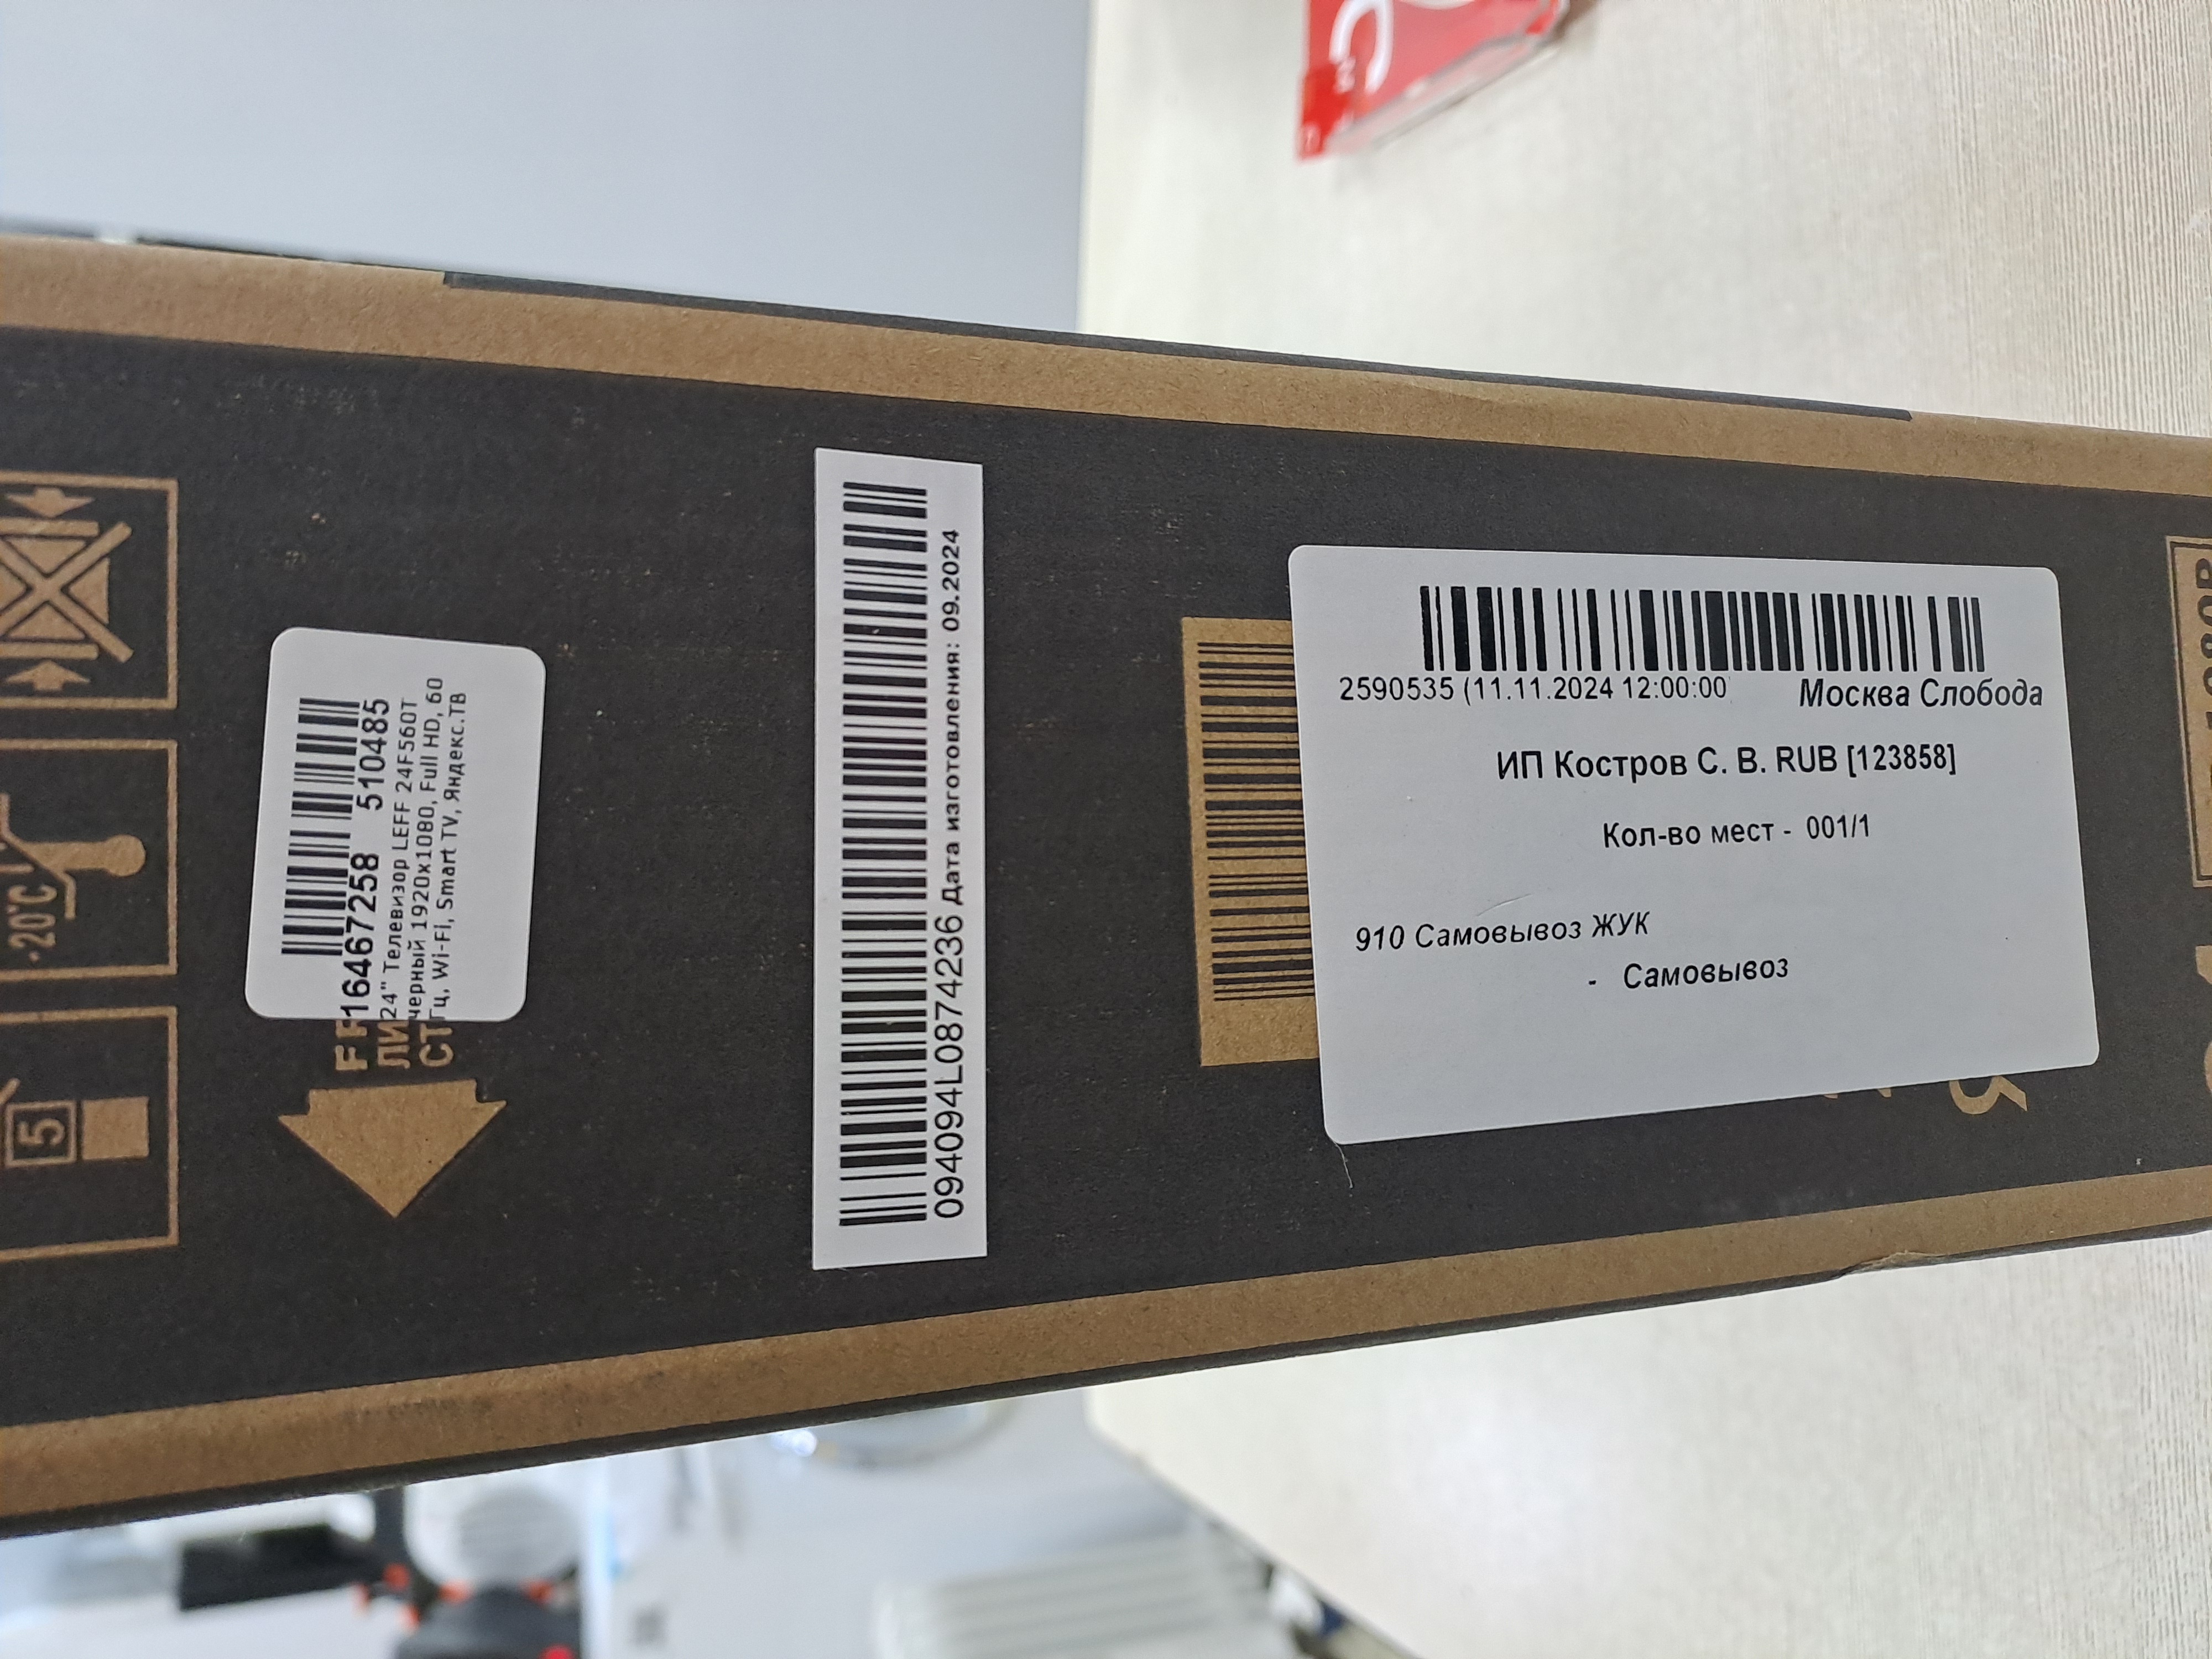 16467258 510485
24" Телевизор LEFF 24F560T
черный 1920x1080, Full HD, 60
Гц, Wi-Fi, Smart TV, Яндекс.ТВ
-20°C
5
094094L0874236 Дата изготовления: 09.2024
2590535 (11.11.2024 12:00:00
Москва Слобода
ИП Костров С. В. RUB [123858]
Кол-во мест - 001/1
910 Самовывоз ЖУК
- Самовывоз